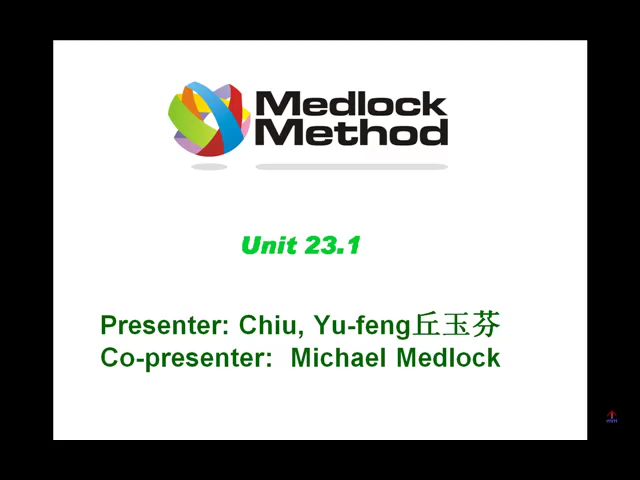 Medlock
Method
Unit 23.1
Presenter: Chiu, Yu-feng丘玉芬
Co-presenter:  Michael Medlock
mm